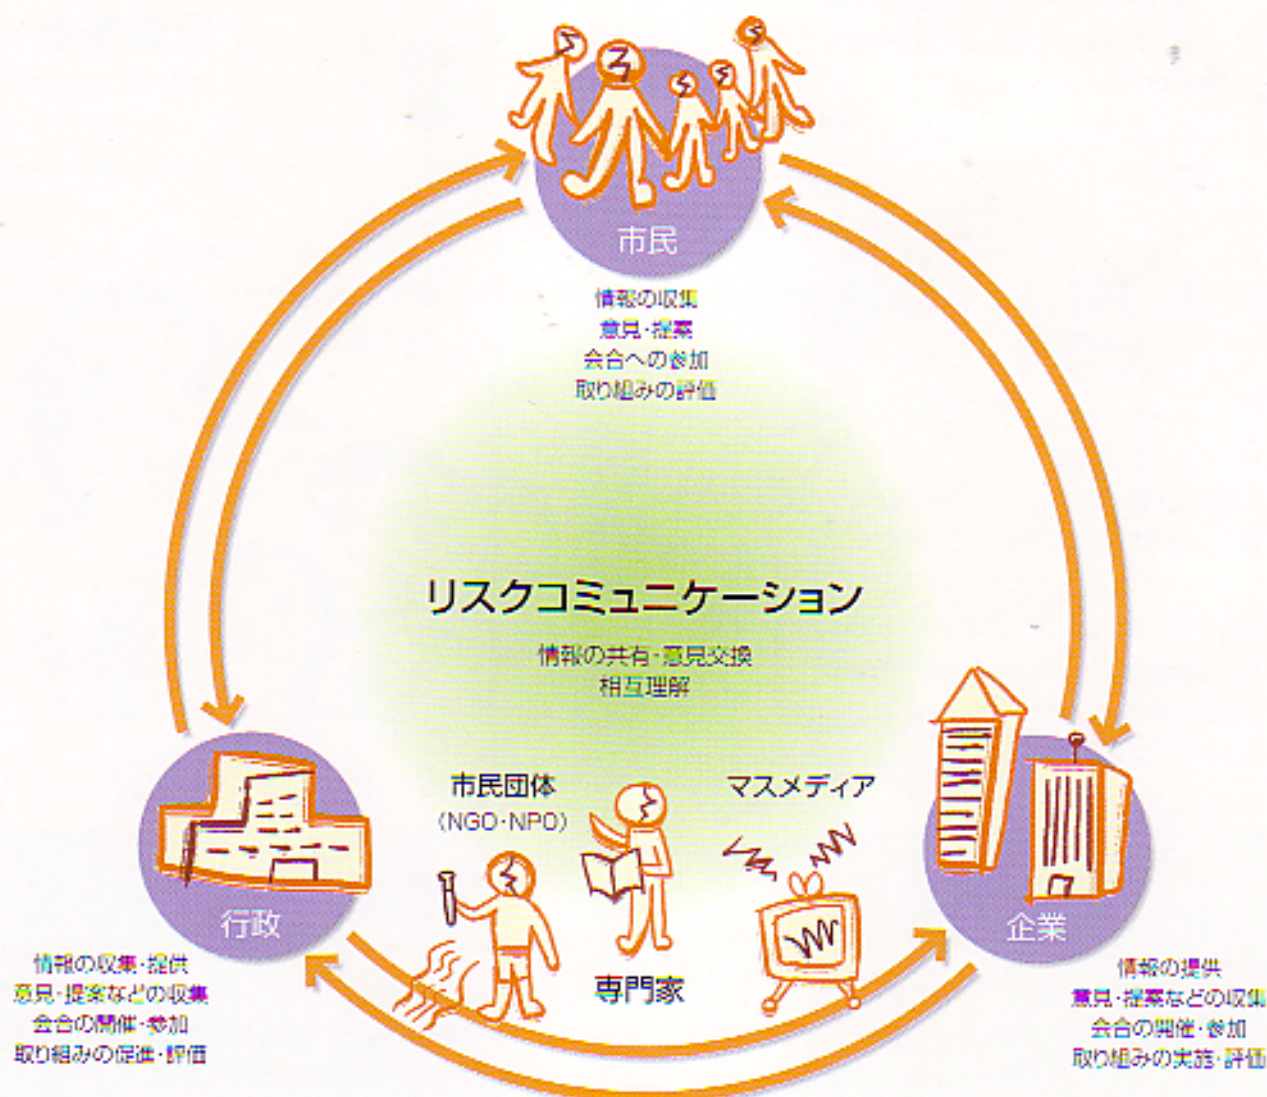 市民
情報の収集
意見・提案
会合への参加
取り組みの評価
リスクコミュニケーション
情報の共有・意見交換
相互理解
市民団体
(NGO・NPO)
マスメディア
専門家
行政
情報の収集・提供
意見・提案などの収集
会合の開催・参加
取り組みの促進・評価
企業
情報の提供
意見・提案などの収集
会合の開催・参加
取り組みの実施・評価